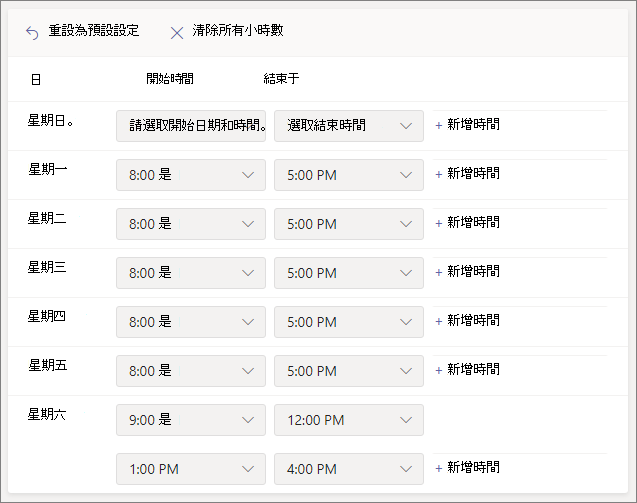 重設為預設設定 清除所有小時數
日 開始時間 結束于
星期日。 請選取開始日期和時間。 選取結束時間 + 新增時間
星期一 8:00 是 5:00 PM + 新增時間
星期二 8:00 是 5:00 PM + 新增時間
星期三 8:00 是 5:00 PM + 新增時間
星期四 8:00 是 5:00 PM + 新增時間
星期五 8:00 是 5:00 PM + 新增時間
星期六 9:00 是 12:00 PM
1:00 PM 4:00 PM + 新增時間